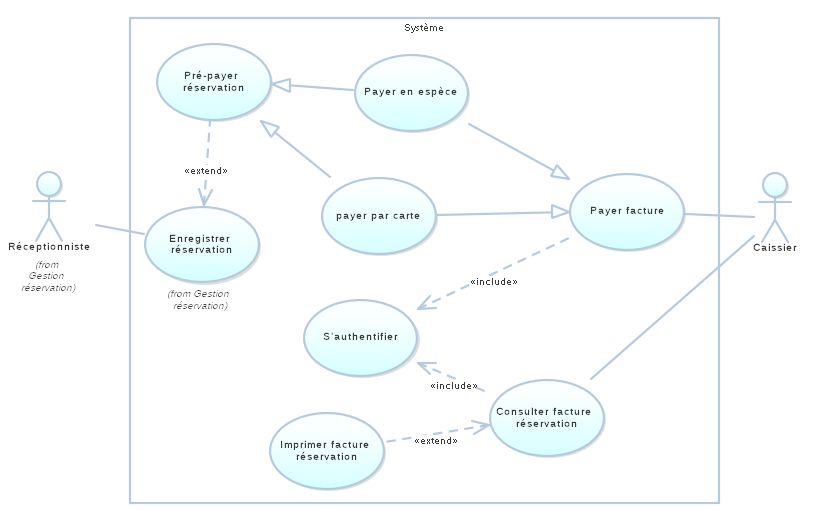 Système
Pré-payer
réservation
Payer en espèce
«extend»
payer par carte
Payer facture
Réceptionniste
(from
Gestion
réservation)
Enregistrer
réservation
(from Gestion
réservation)
Caissier
«include»
S'authentifier
«include»
Consulter facture
réservation
Imprimer facture
réservation
«extend»